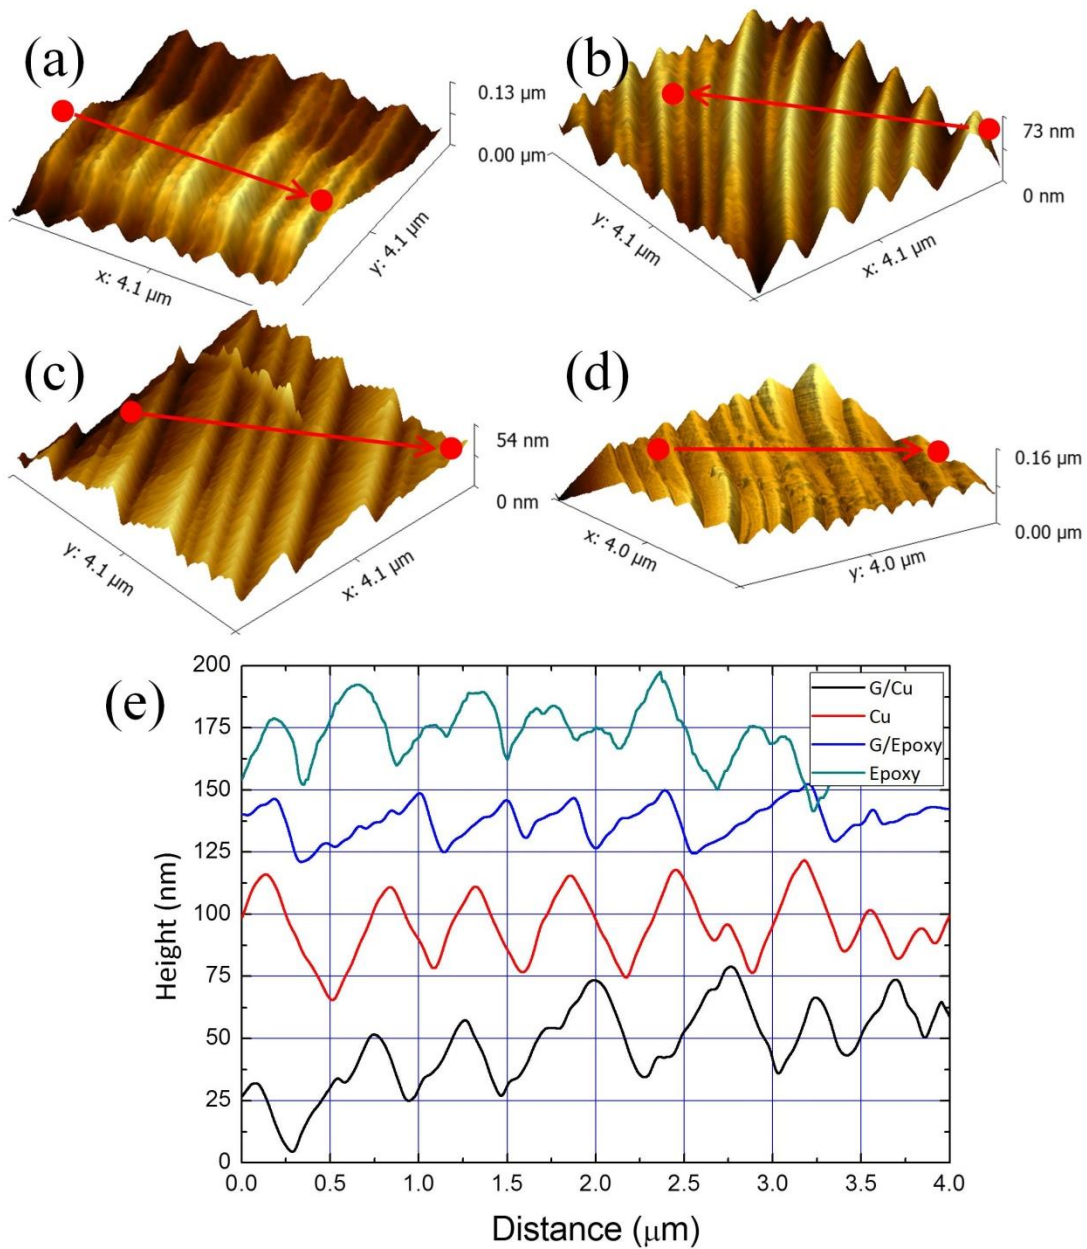 (a)
0.13 µm
0.00 µm
x: 4.1 µm
y: 4.1 µm
(b)
73 nm
0 nm
y: 4.1 µm
x: 4.1 µm
(c)
54 nm
0 nm
y: 4.1 µm
x: 4.1 µm
(d)
0.16 µm
0.00 µm
x: 4.0 µm
y: 4.0 µm
(e)
200
175
150
125
100
75
50
25
0
Height (nm)
G/Cu
Cu
G/Epoxy
Epoxy
0.0 0.5 1.0 1.5 2.0 2.5 3.0 3.5 4.0
Distance (µm)